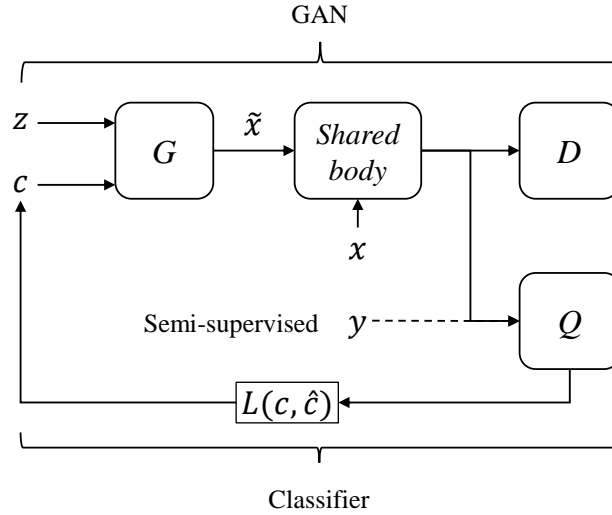 GAN
z
x̃
G
Shared
body
D
c
x
Semi-supervised y
Q
L(c, ĉ)
Classifier